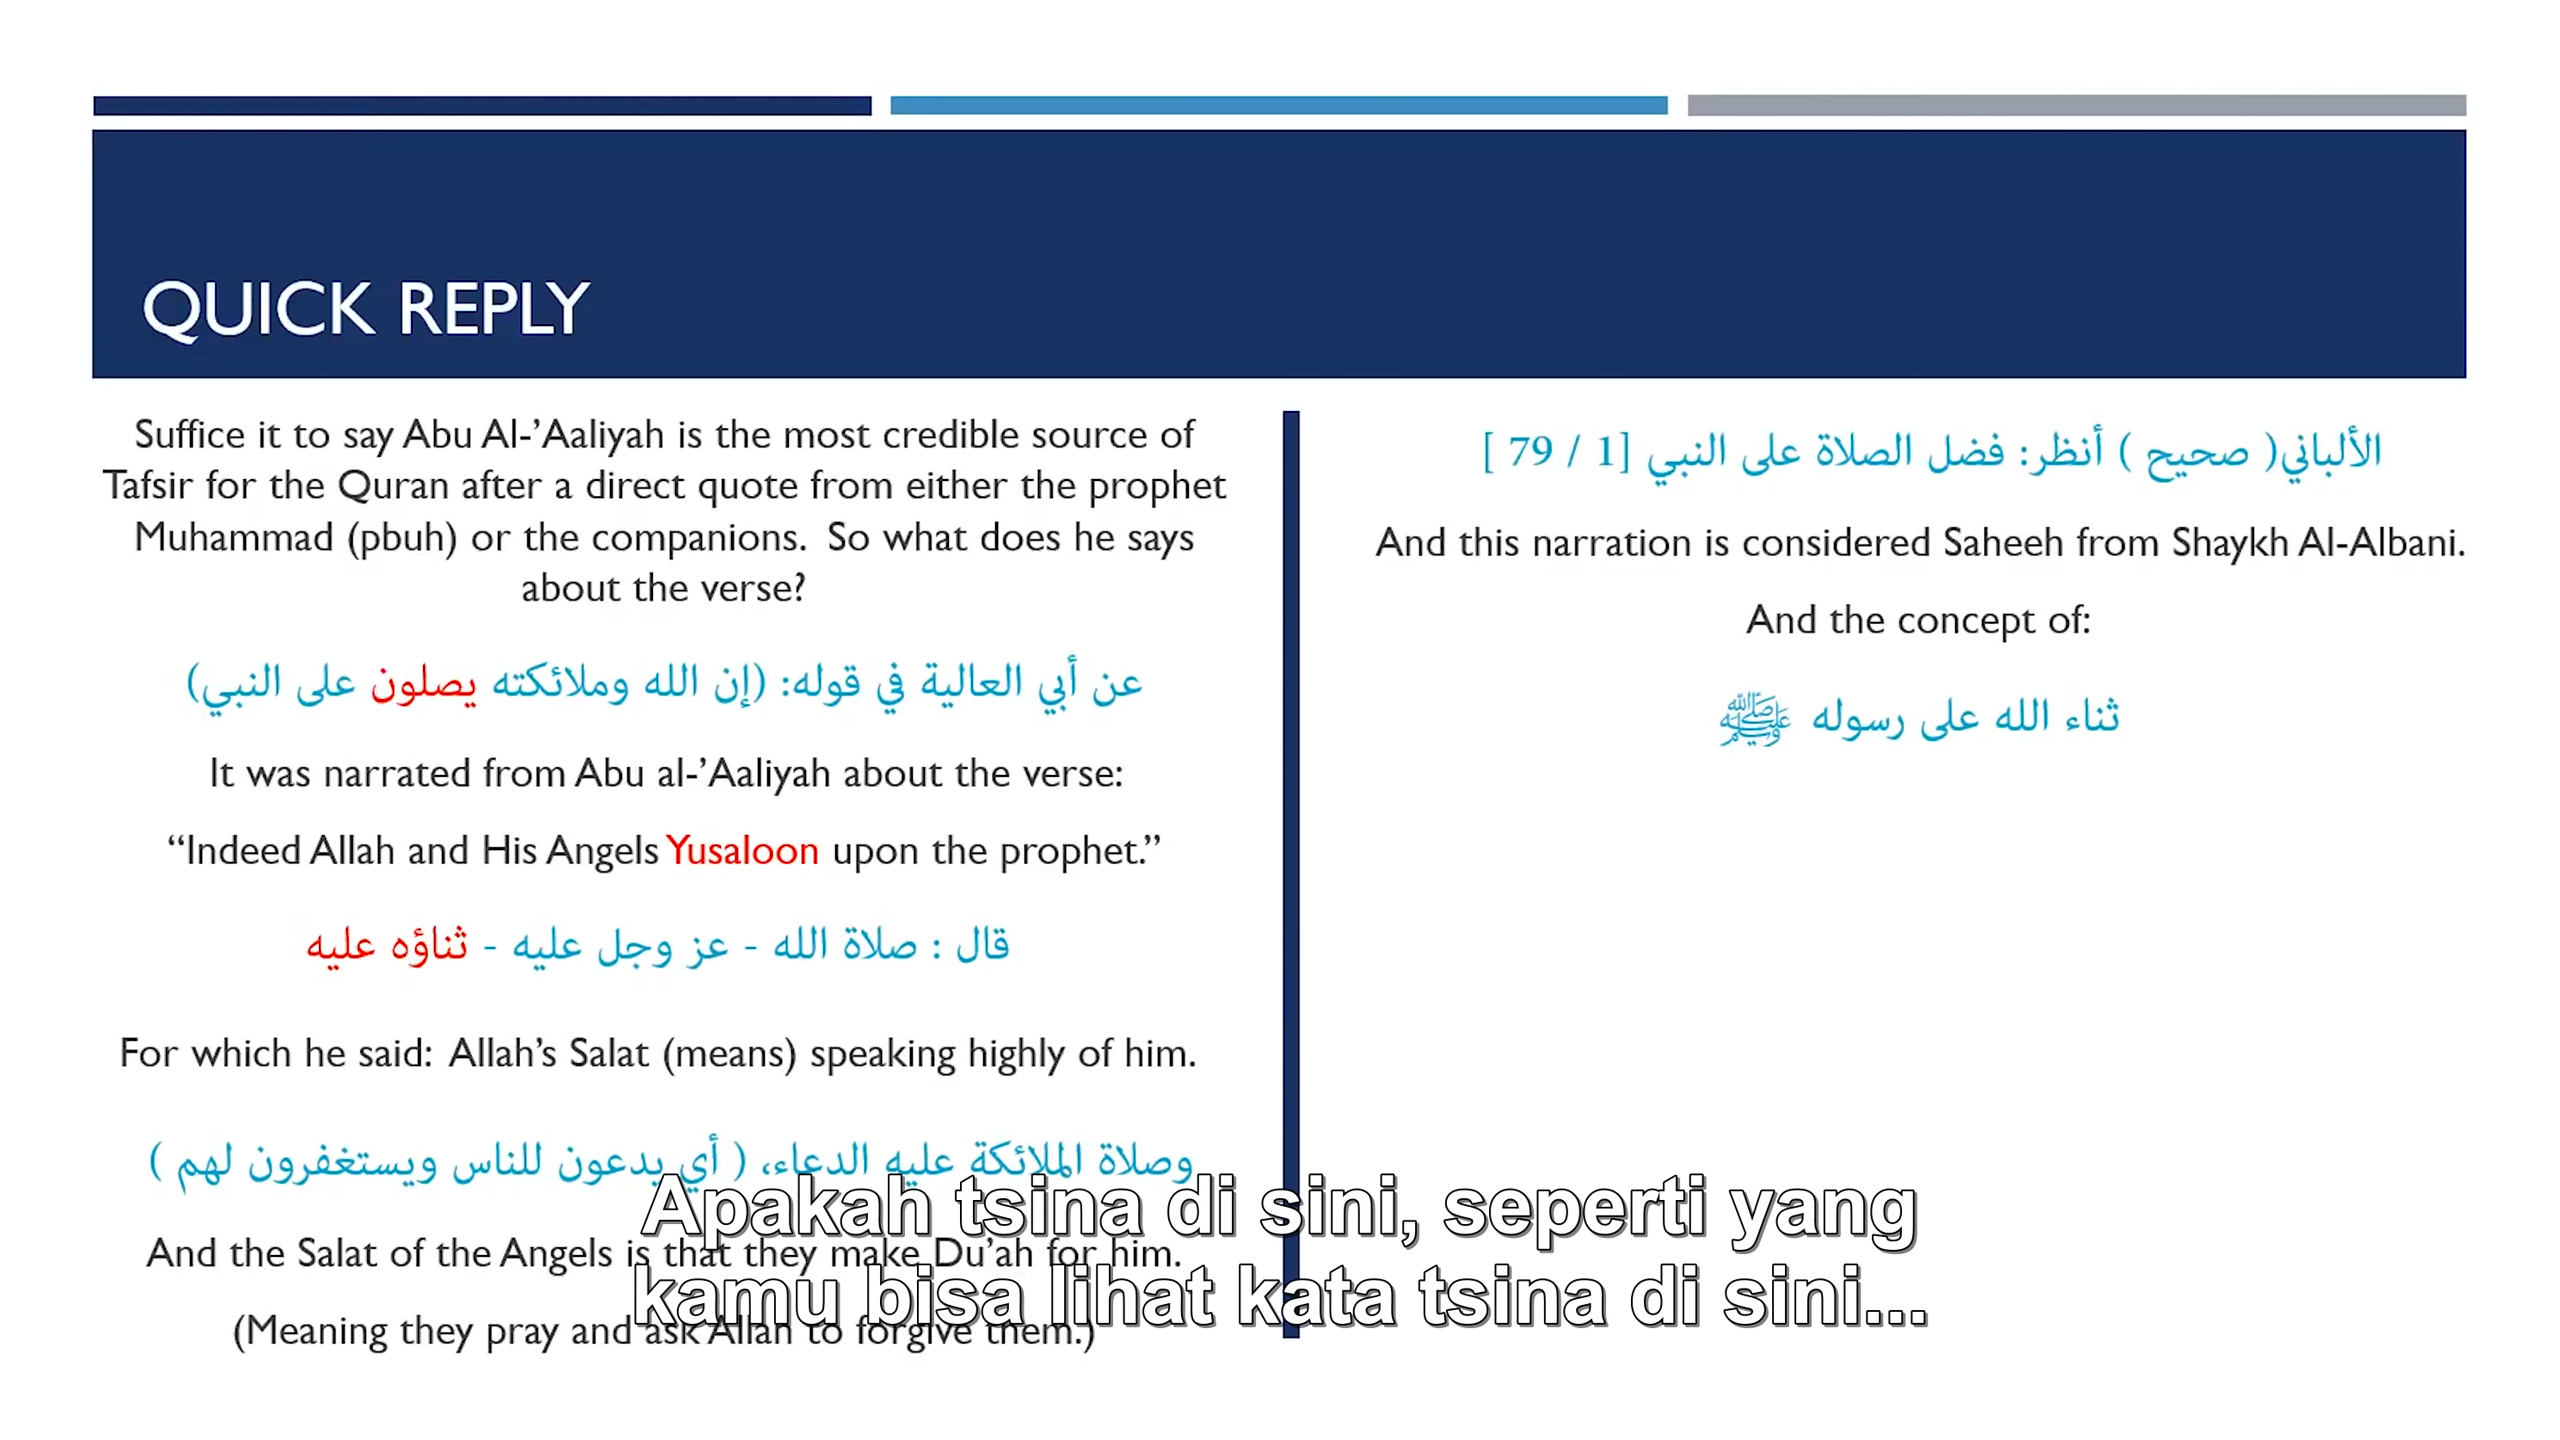 QUICK REPLY
Suffice it to say Abu Al-’Aaliyah is the most credible source of
Tafsir for the Quran after a direct quote from either the prophet
Muhammad (pbuh) or the companions.  So what does he says
about the verse?
عن أبي العالية في قوله: (إن الله وملائكته يصلون على النبي)
It was narrated from Abu al-’Aaliyah about the verse:
“Indeed Allah and His Angels Yusaloon upon the prophet.”
قال : صلاة الله - عز وجل عليه - ثناؤه عليه
For which he said: Allah’s Salat (means) speaking highly of him.
وصلاة الملائكة عليه الدعاء، ( أي يدعون للناس ويستغفرون لهم )
And the Salat of the Angels is that they make Du’ah for him.
(Meaning they pray and ask Allah to forgive them.)
الألباني( صحيح ) أنظر: فضل الصلاة على النبي [1 / 79 ]
And this narration is considered Saheeh from Shaykh Al-Albani.
And the concept of:
ثناء الله على رسوله ﷺ
Apakah tsina di sini, seperti yang
kamu bisa lihat kata tsina di sini...